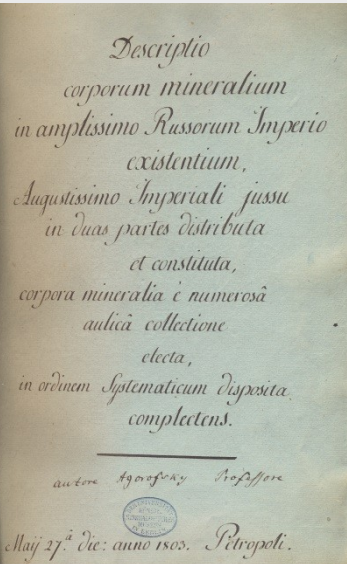 Descriptio
corporum mineralium
in amplissimo Russorum Imperio
existentium,
Augustissimo Imperiali jussu
in duas partes distributa
et constituta,
corpora mineralia è numerosâ
aulicâ collectione
electa,
in ordinem Systematicum disposita
complectens.
autore Agorofsky Professore
Maij 27.ª die: anno 1803. Petropoli.